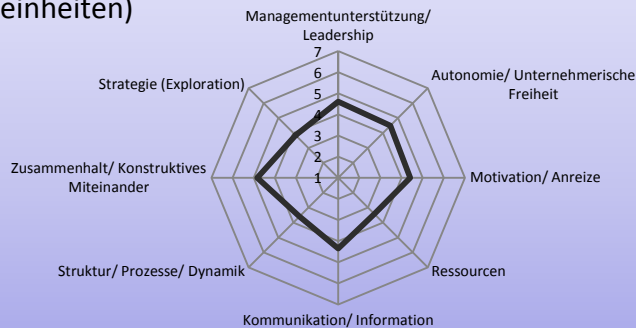 einheiten)
Managementunterstützung/
Leadership
7
6
5
4
3
2
1
Strategie (Exploration)
Autonomie/ Unternehmerische
Freiheit
Zusammenhalt/ Konstruktives
Miteinander
Motivation/ Anreize
Struktur/ Prozesse/ Dynamik
Ressourcen
Kommunikation/ Information